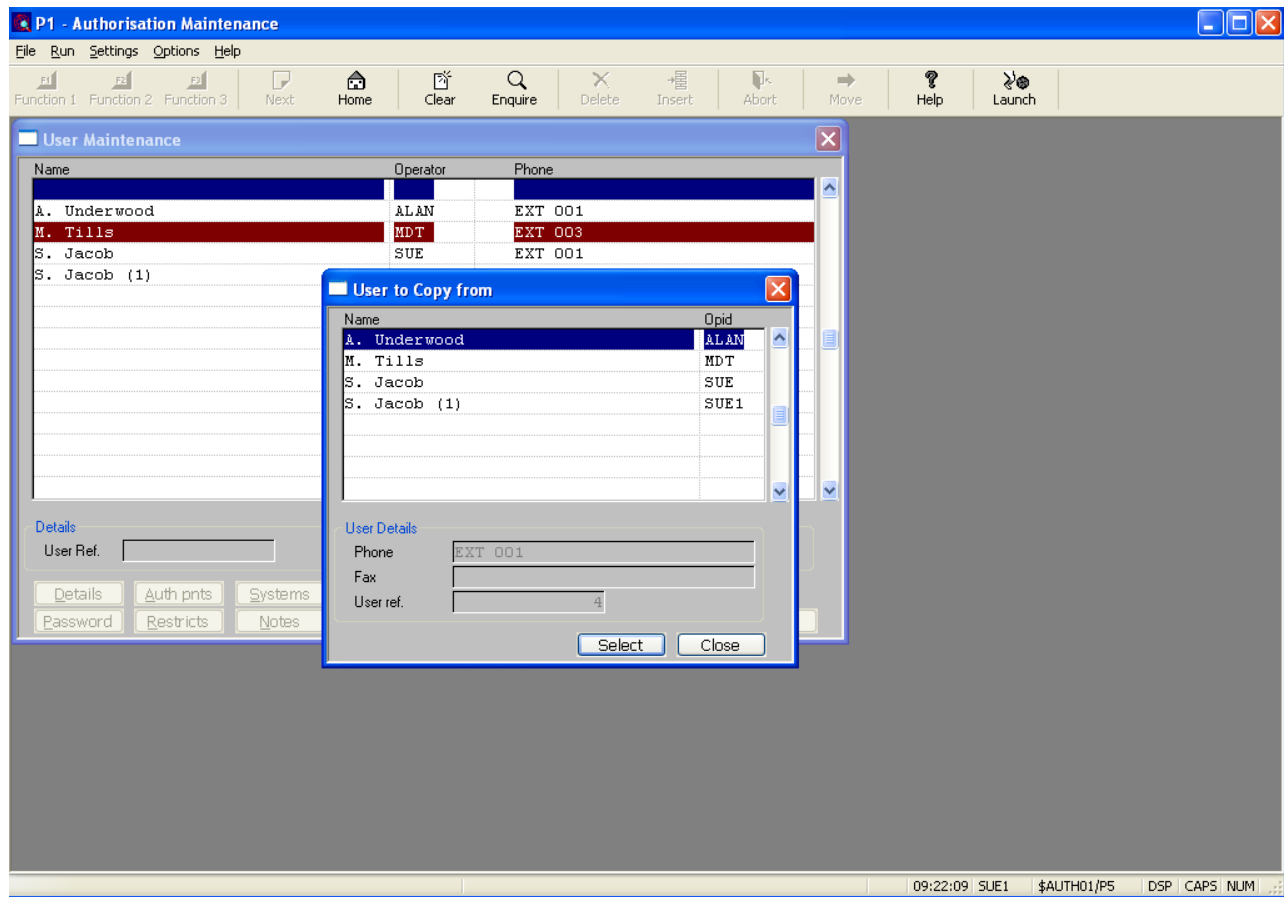 P1 - Authorisation Maintenance
File Run Settings Options Help
Function 1 Function 2 Function 3 Next Home Clear Enquire Delete Insert Abort Move Help Launch
User Maintenance
Name Operator Phone
A. Underwood ALAN EXT 001
M. Tills MDT EXT 003
S. Jacob SUE EXT 001
S. Jacob (1)
User to Copy from
Name Opid
A. Underwood ALAN
M. Tills MDT
S. Jacob SUE
S. Jacob (1) SUE1
Details
User Ref.
Details Auth pnts Systems
Password Restricts Notes
User Details
Phone EXT 001
Fax
User ref. 4
Select Close
09:22:09 SUE1 $AUTH01/P5 DSP CAPS NUM